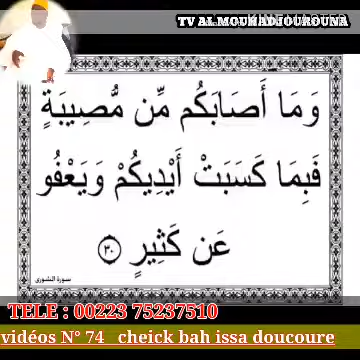 TV AL MOUHADJOUROUNA
وَمَا أَصَابَكُم مِّن مُّصِيبَةٍ
فَبِمَا كَسَبَتْ أَيْدِيكُمْ وَيَعْفُو
عَن كَثِيرٍ ٣٠
سورة الشورى
TELE : 00223 75237510
vidéos N° 74 cheick bah issa doucoure